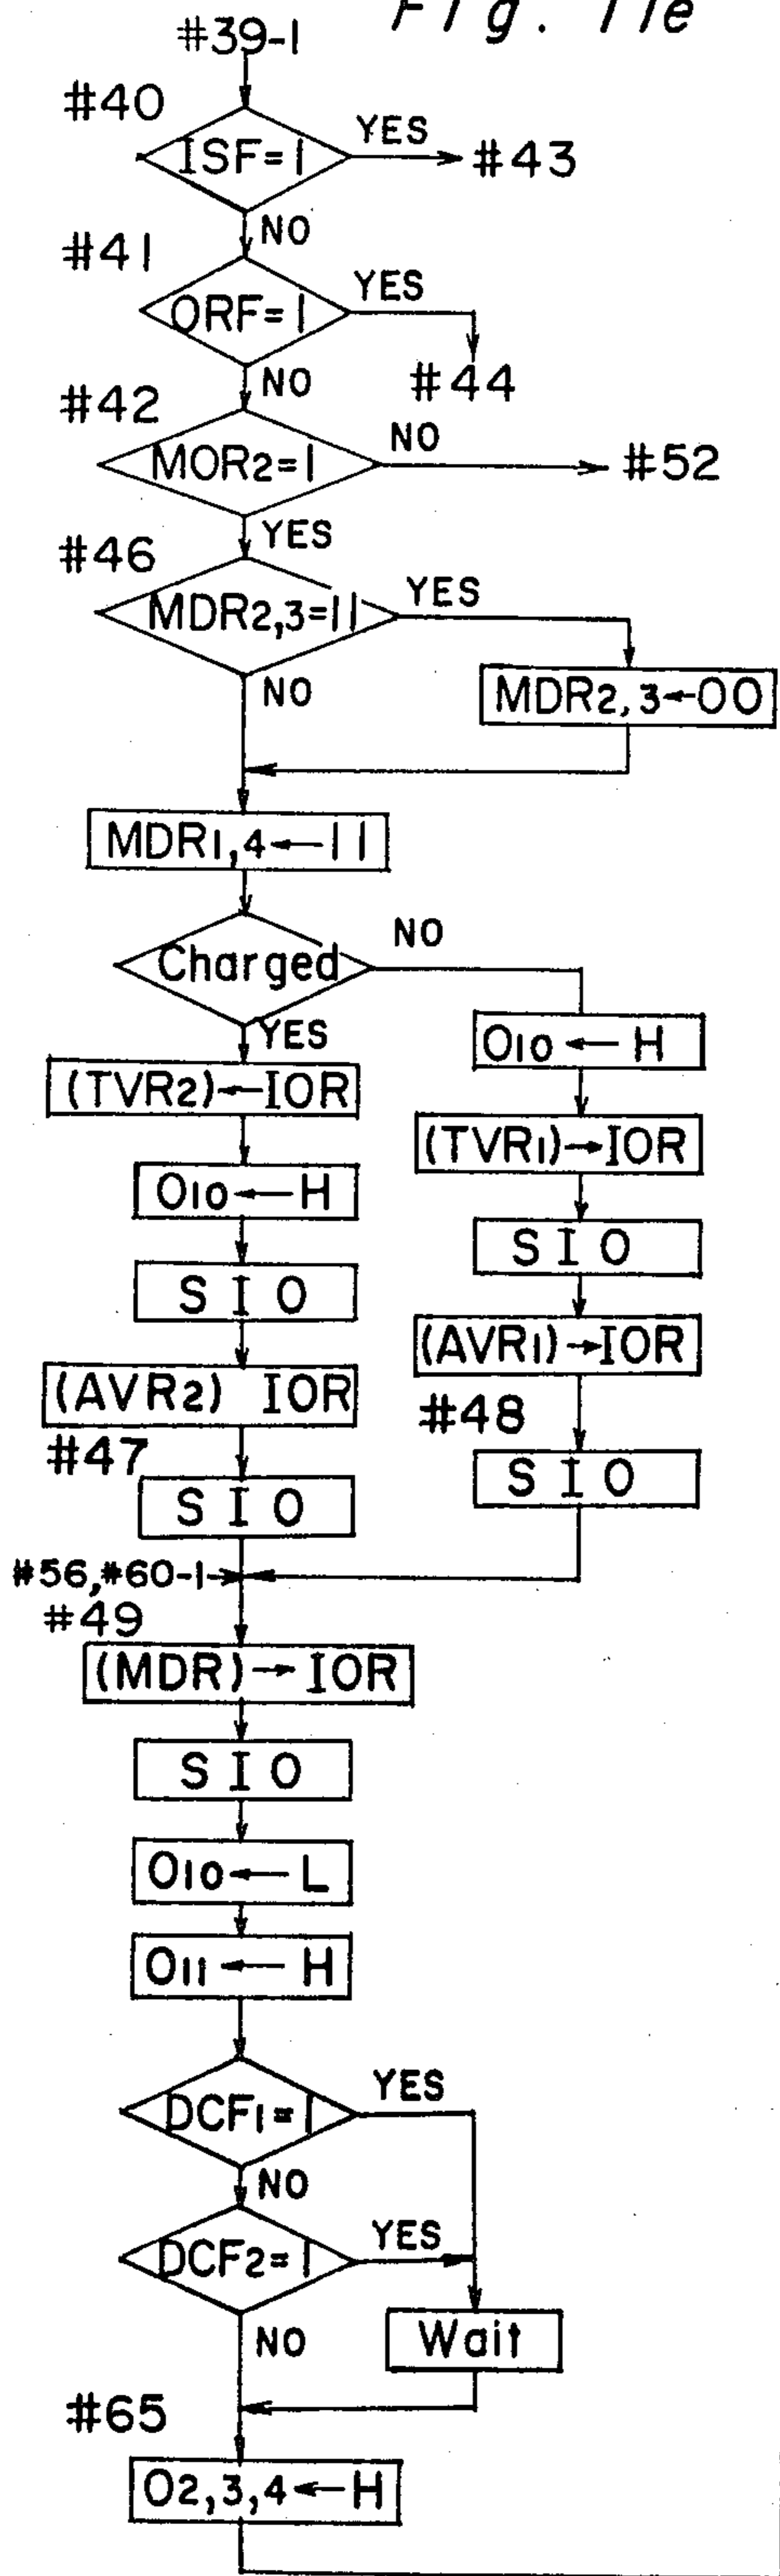 Fig. 11e
#39-1
#40
ISF=1
YES
#43
NO
#41
ORF=1
YES
#44
NO
#42
MOR2=1
NO
#52
YES
#46
MDR2,3=11
YES
MDR2,3←00
NO
MDR1,4←11
Charged
NO
YES
O10←H
(TVR2)←IOR
(TVR1)→IOR
O10←H
SIO
SIO
(AVR1)→IOR
(AVR2) IOR
#48
#47
SIO
SIO
#56,#60-1
#49
(MDR)→IOR
SIO
O10←L
O11←H
DCF1=1
YES
NO
DCF2=1
YES
Wait
NO
#65
O2,3,4←H